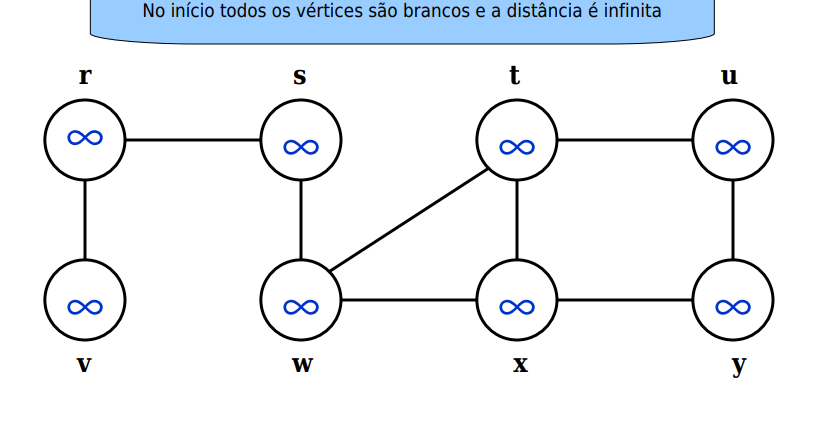 No início todos os vértices são brancos e a distância é infinita
r s t u
∞ ∞ ∞ ∞
∞ ∞ ∞ ∞
v w x y